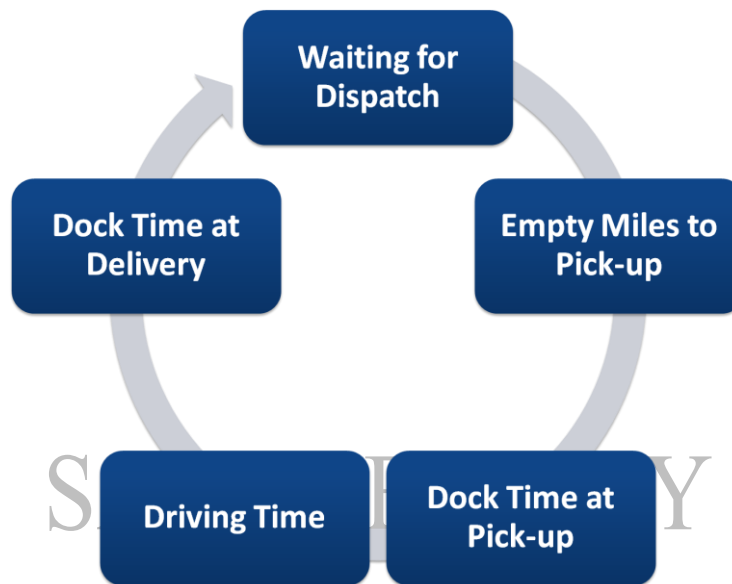 Waiting for
Dispatch
Empty Miles to
Pick-up
Dock Time at
Pick-up
Driving Time
Dock Time at
Delivery